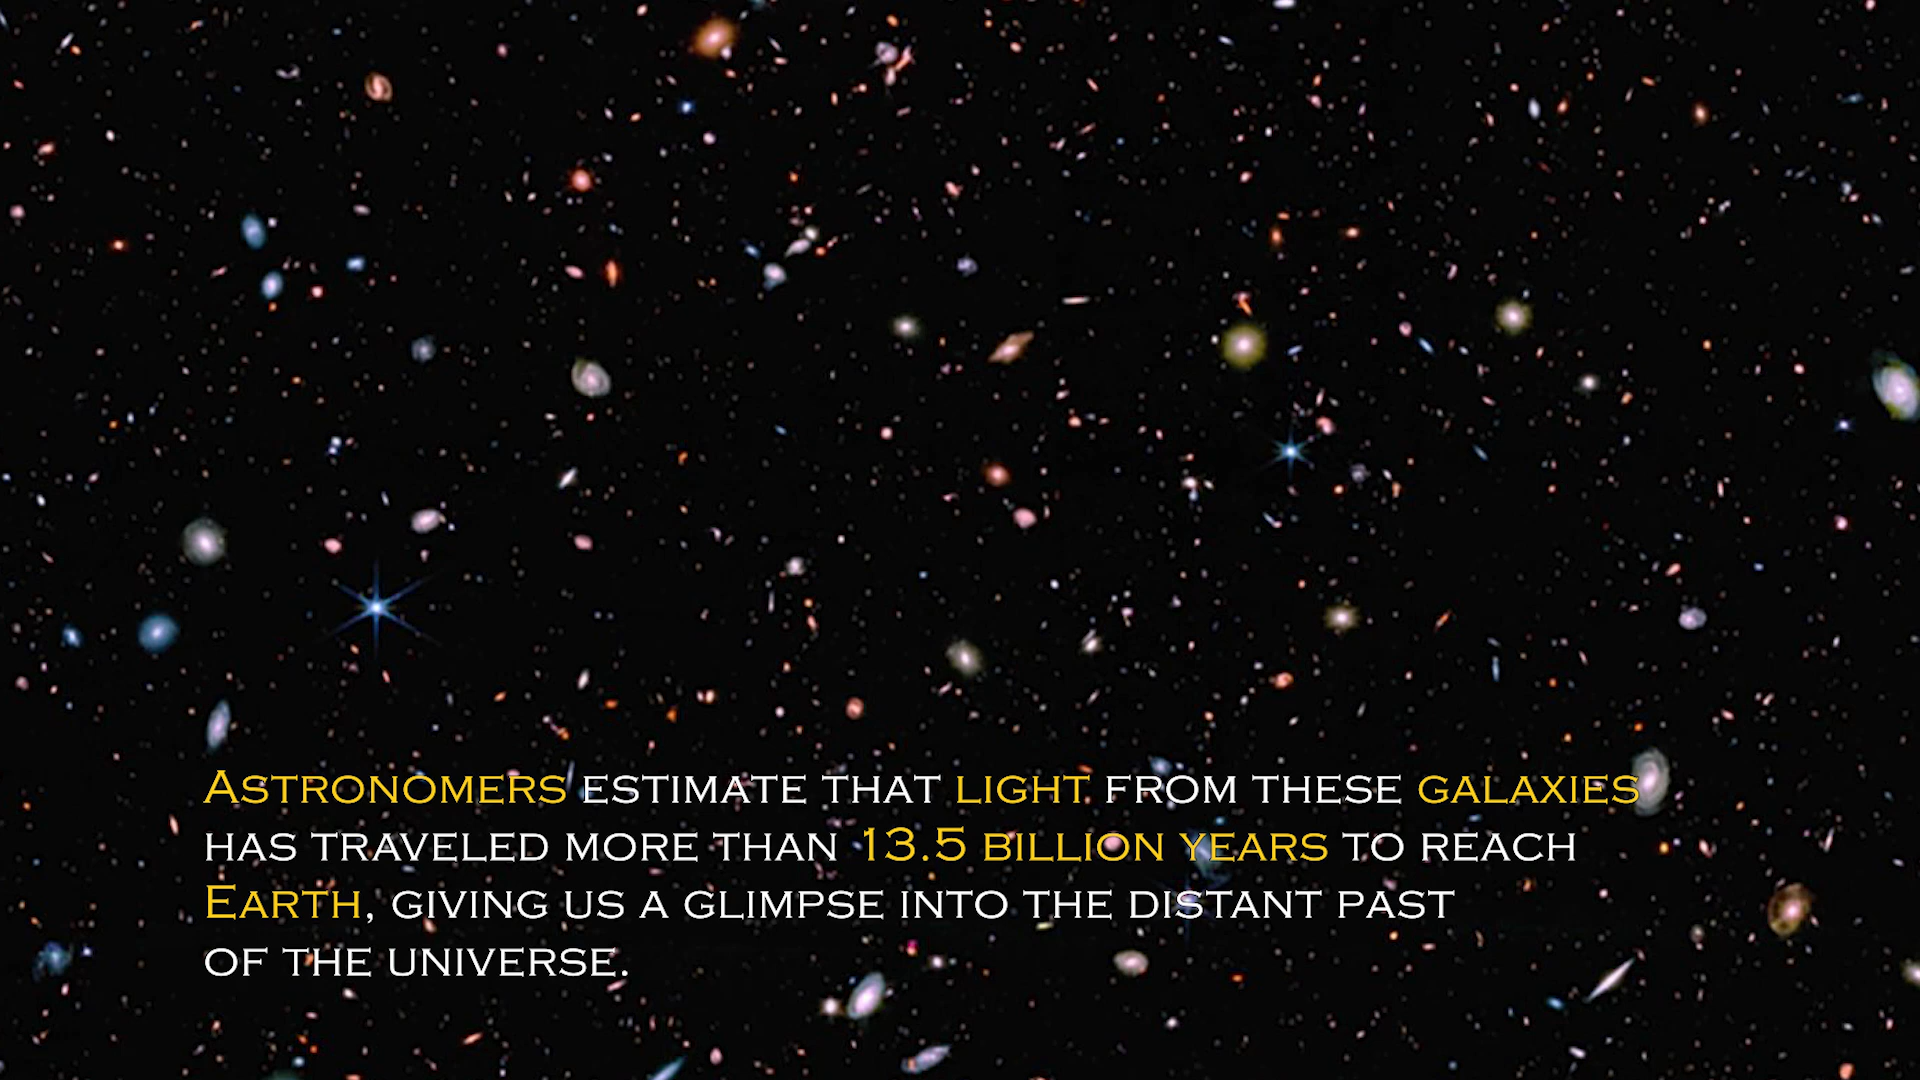 Astronomers estimate that light from these galaxies
has traveled more than 13.5 billion years to reach
Earth, giving us a glimpse into the distant past
of the universe.